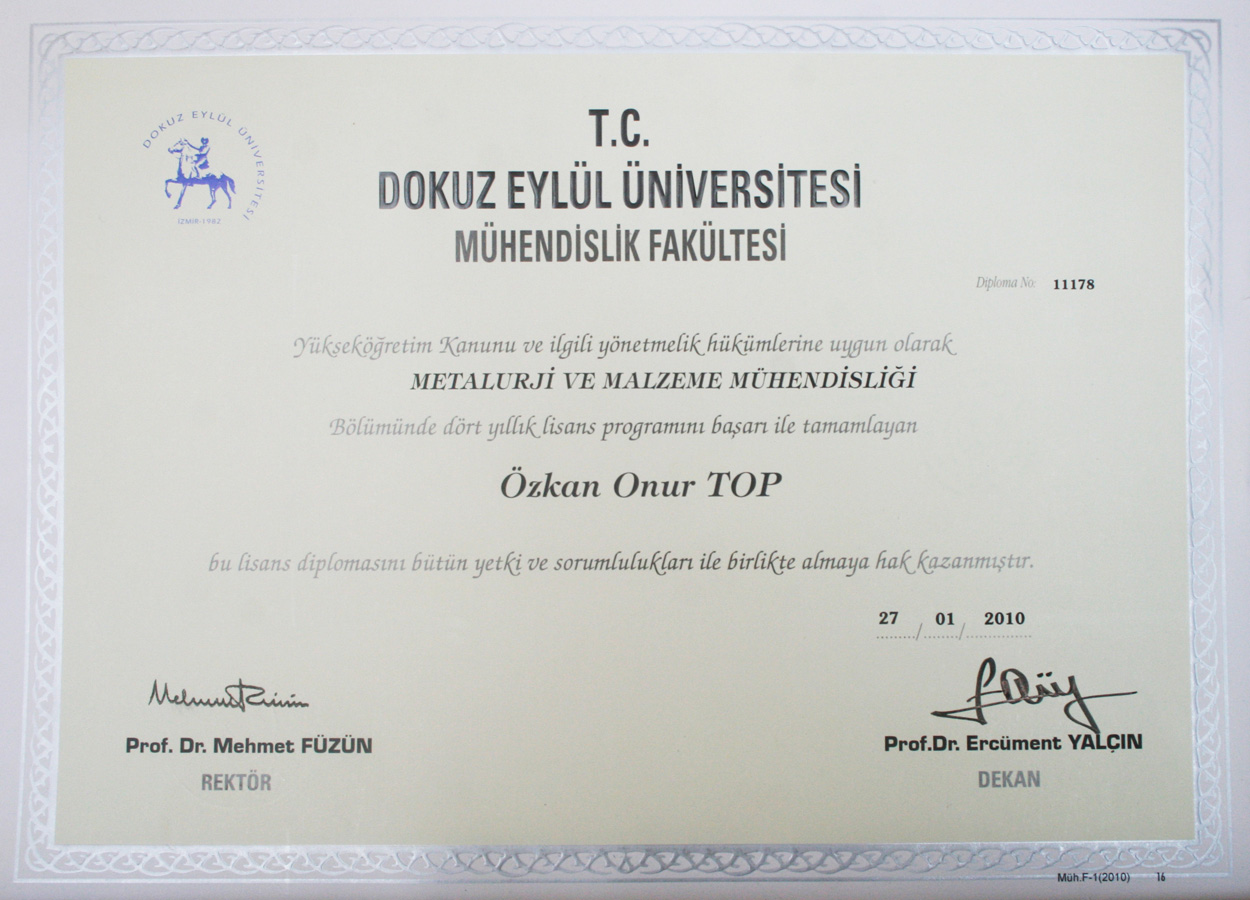 DOKUZ EYLÜL ÜNİVERSİTESİ
İZMİR-1982
T.C.
DOKUZ EYLÜL ÜNİVERSİTESİ
MÜHENDİSLİK FAKÜLTESİ
Diploma No: 11178
Yükseköğretim Kanunu ve ilgili yönetmelik hükümlerine uygun olarak
METALURJİ VE MALZEME MÜHENDİSLİĞİ
Bölümünde dört yıllık lisans programını başarı ile tamamlayan
Özkan Onur TOP
bu lisans diplomasını bütün yetki ve sorumlulukları ile birlikte almaya hak kazanmıştır.
27 / 01 / 2010
Prof. Dr. Mehmet FÜZÜN
REKTÖR
Prof.Dr. Ercüment YALÇIN
DEKAN
Müh.F-1(2010) 16